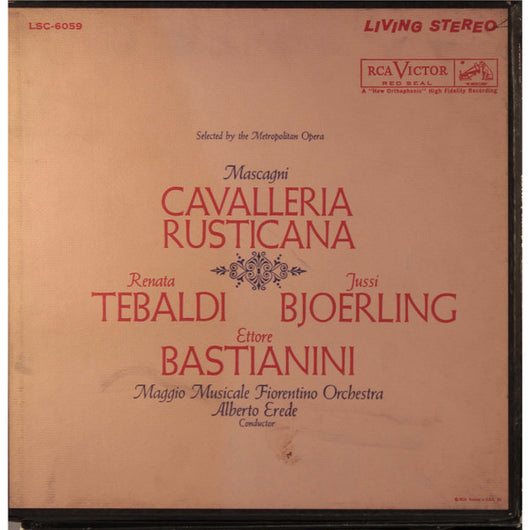 LSC-6059
LIVING STEREO
RCA VICTOR
RED SEAL
A "New Orthophonic" High Fidelity Recording
Selected by the Metropolitan Opera
Mascagni
CAVALLERIA
RUSTICANA
Renata Jussi
TEBALDI BJOERLING
Ettore
BASTIANINI
Maggio Musicale Fiorentino Orchestra
Alberto Erede
Conductor